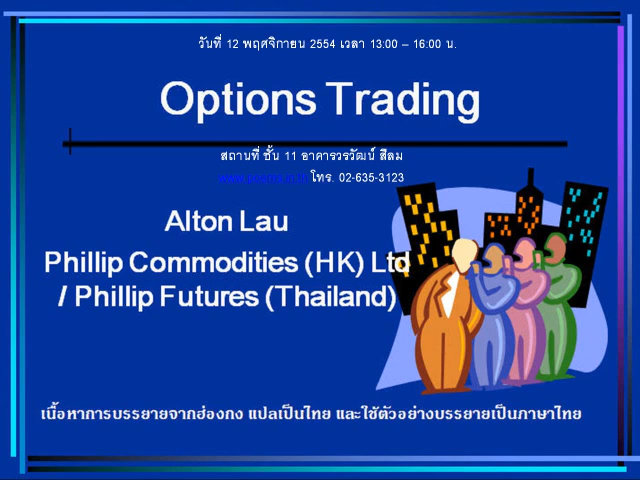 วันที่ 12 พฤศจิกายน 2554 เวลา 13:00 – 16:00 น.
Options Trading
สถานที่ ชั้น 11 อาคารวรวัฒน์ สีลม
โทร. 02-635-3123
Alton Lau
Phillip Commodities (HK) Ltd
/ Phillip Futures (Thailand)
เนื้อหาการบรรยายจากฮ่องกง แปลเป็นไทย และใช้ตัวอย่างบรรยายเป็นภาษาไทย